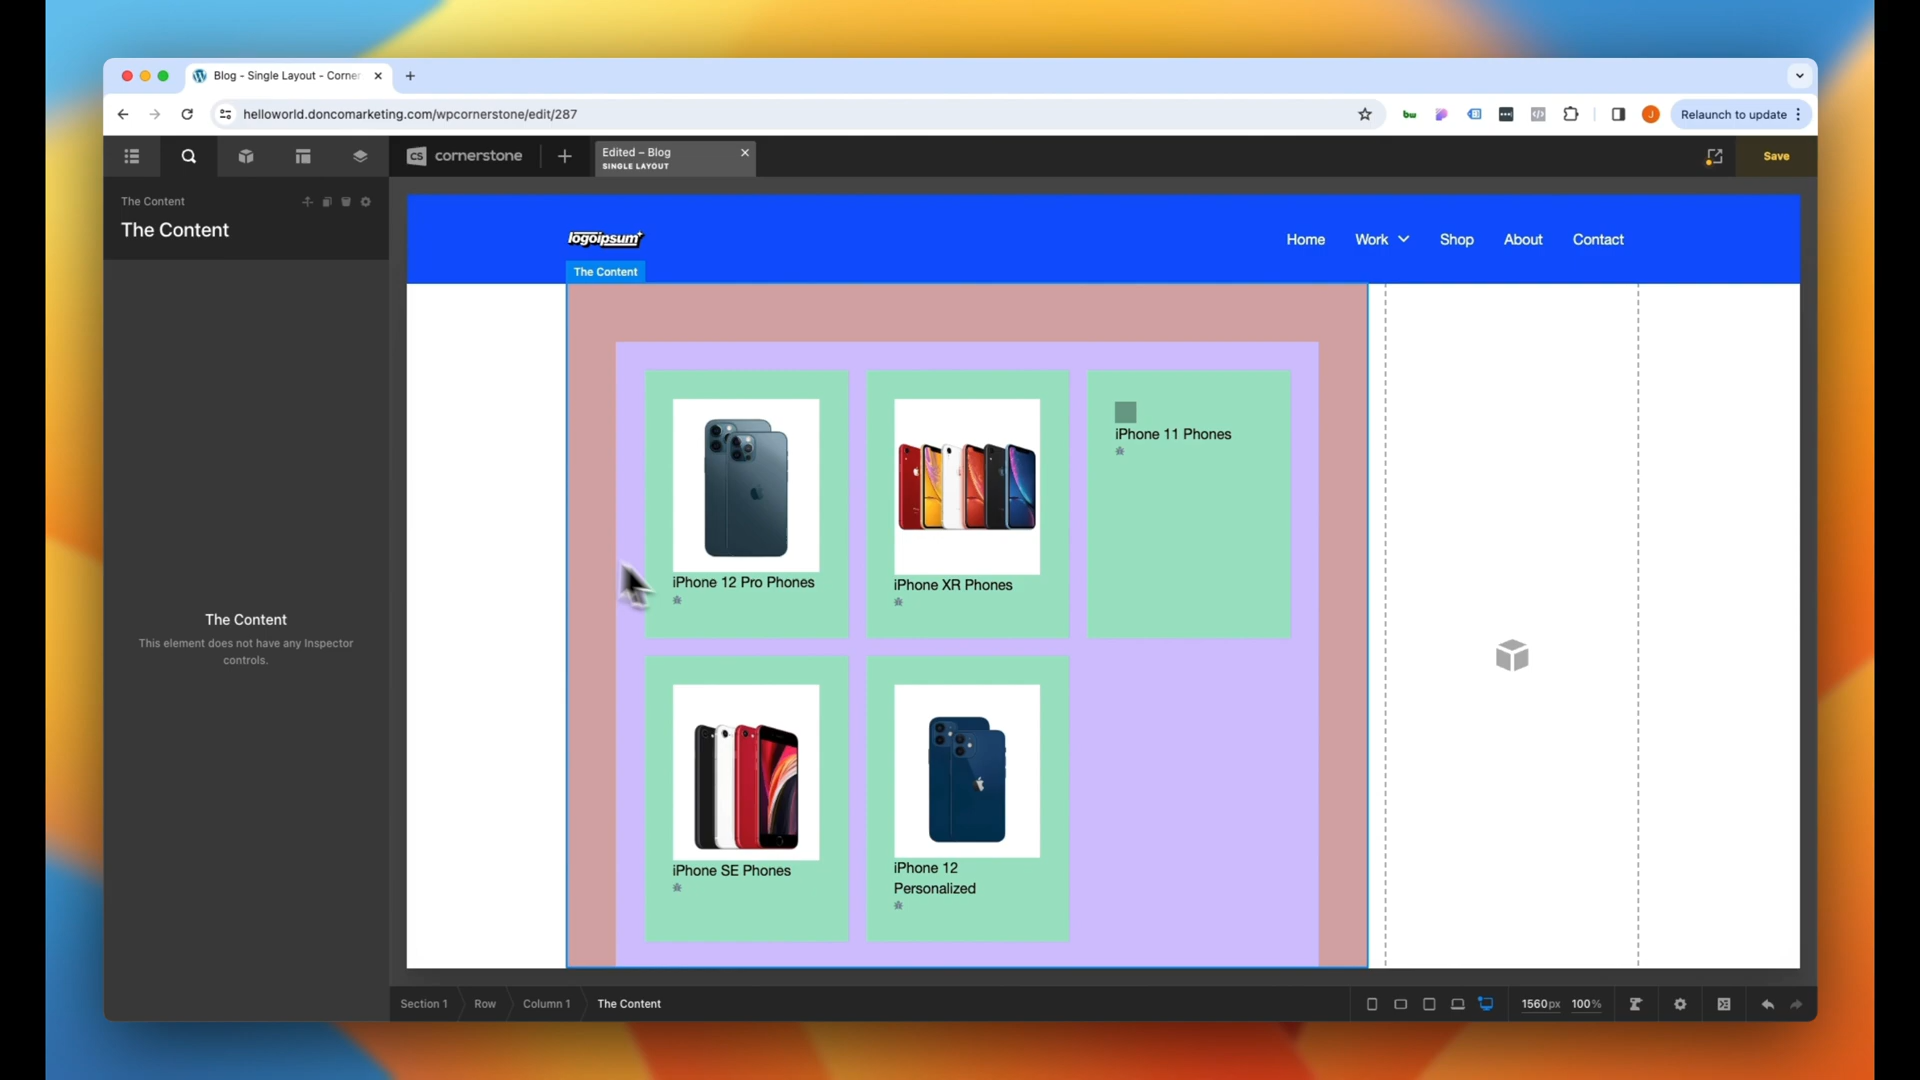 Blog - Single Layout - Corner
helloworld.doncomarketing.com/wpcornerstone/edit/287
bw
J
Relaunch to update
CS cornerstone
Edited – Blog
SINGLE LAYOUT
Save
The Content
The Content
logoipsum
Home
Work
Shop
About
Contact
The Content
iPhone 12 Pro Phones
iPhone XR Phones
iPhone 11 Phones
The Content
This element does not have any Inspector
controls.
iPhone SE Phones
iPhone 12
Personalized
Section 1
Row
Column 1
The Content
1560px
100%